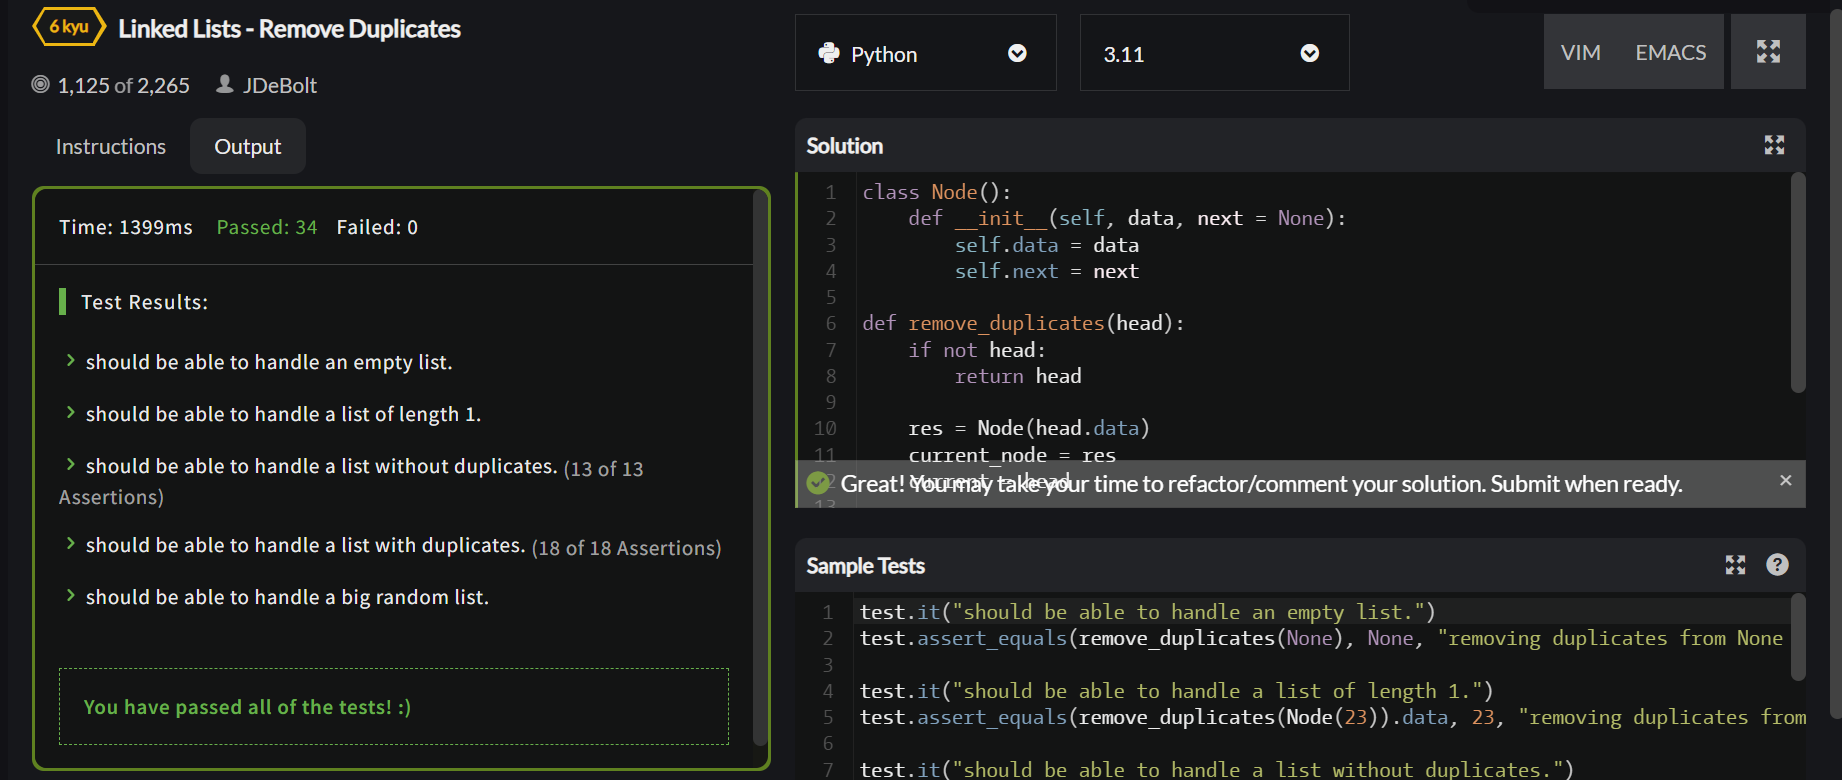 6 kyu
Linked Lists - Remove Duplicates
1,125 of 2,265 JDeBolt
Instructions Output
Time: 1399ms Passed: 34 Failed: 0
Test Results:
should be able to handle an empty list.
should be able to handle a list of length 1.
should be able to handle a list without duplicates. (13 of 13
Assertions)
should be able to handle a list with duplicates. (18 of 18 Assertions)
should be able to handle a big random list.
You have passed all of the tests! :)
Python 3.11 VIM EMACS
Solution
1 class Node():
2 def __init__(self, data, next = None):
3 self.data = data
4 self.next = next
5
6 def remove_duplicates(head):
7 if not head:
8 return head
9
10 res = Node(head.data)
11 current_node = res
12 current = head
13
Great! You may take your time to refactor/comment your solution. Submit when ready. ×
Sample Tests ?
1 test.it("should be able to handle an empty list.")
2 test.assert_equals(remove_duplicates(None), None, "removing duplicates from None
3
4 test.it("should be able to handle a list of length 1.")
5 test.assert_equals(remove_duplicates(Node(23)).data, 23, "removing duplicates from
6
7 test.it("should be able to handle a list without duplicates.")